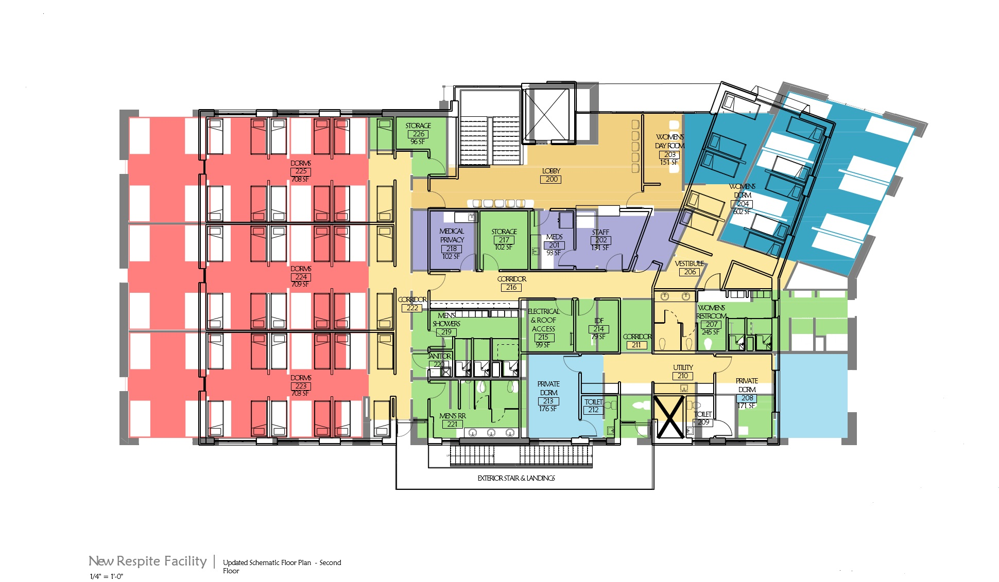 STORAGE
226
96 SF
DORMS
225
708 SF
LOBBY
200
WOMEN'S
DAY ROOM
203
151 SF
WOMEN'S
DORM
204
602 SF
MEDICAL
PRIVACY
218
102 SF
STORAGE
217
102 SF
MEDS
201
93 SF
STAFF
202
131 SF
VESTIBULE
206
DORMS
224
709 SF
CORRIDOR
216
CORRIDOR
222
MEN'S
SHOWERS
219
ELECTRICAL
& ROOF
ACCESS
215
99 SF
IDF
214
79 SF
CORRIDOR
211
WOMEN'S
RESTROOM
207
245 SF
JANITOR
220
DORMS
223
703 SF
UTILITY
210
PRIVATE
DORM
213
176 SF
TOILET
212
PRIVATE
DORM
208
171 SF
TOILET
209
MEN'S RR
221
UP
EXTERIOR STAIR & LANDINGS
New Respite Facility
1/4" = 1'-0"
Updated Schematic Floor Plan - Second
Floor